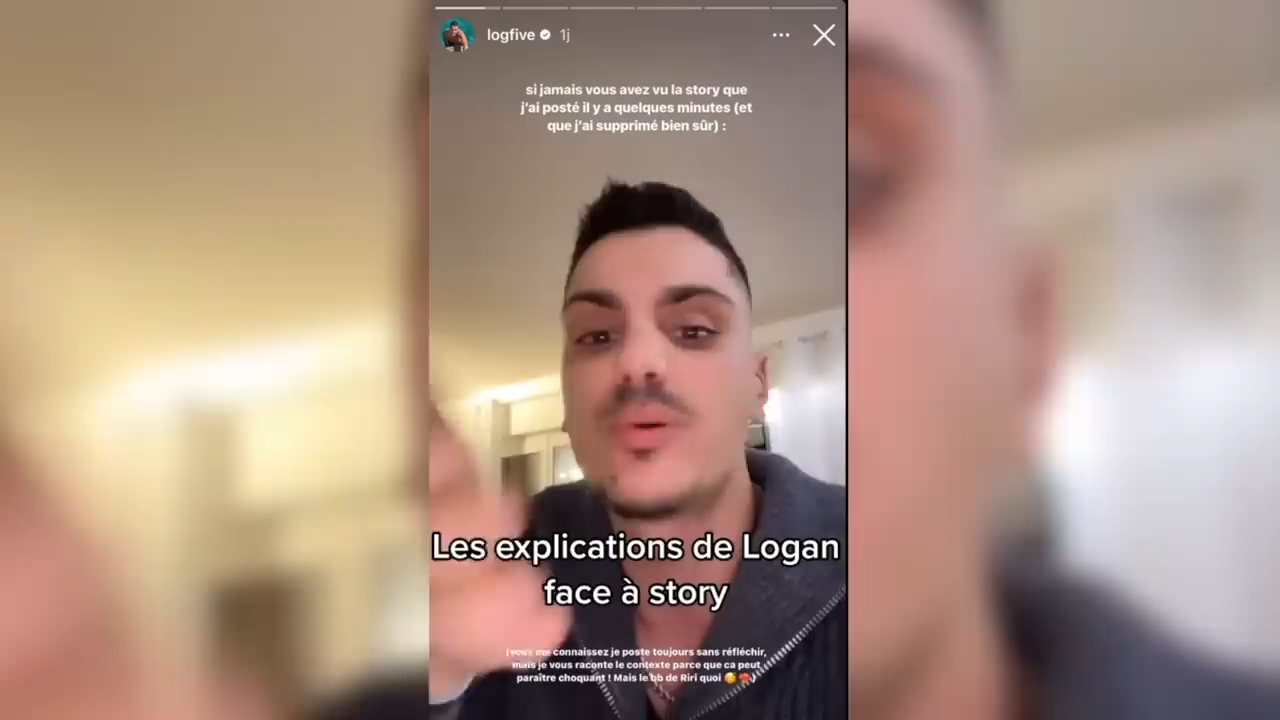 logfive 1j
si jamais vous avez vu la story que
j'ai posté il y a quelques minutes (et
que j'ai supprimé bien sûr) :
Les explications de Logan
face à story
(vous me connaissez je poste toujours sans réfléchir,
mais je vous raconte le contexte parce que ca peut
paraître choquant ! Mais le bb de Riri quoi 🥰 )